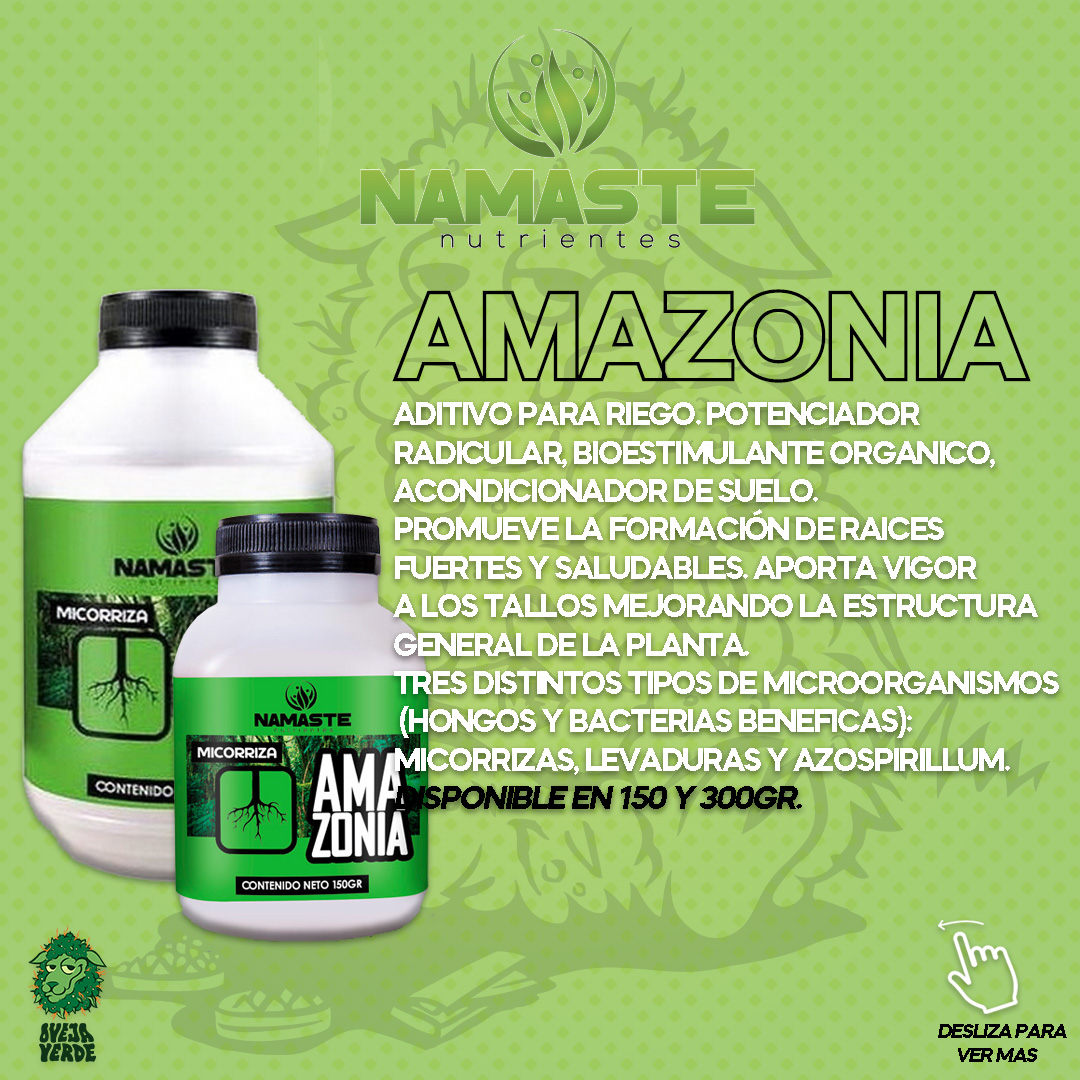 NAMASTE
nutrientes
AMAZONIA
ADITIVO PARA RIEGO. POTENCIADOR
RADICULAR, BIOESTIMULANTE ORGANICO,
ACONDICIONADOR DE SUELO.
PROMUEVE LA FORMACIÓN DE RAICES
FUERTES Y SALUDABLES. APORTA VIGOR
A LOS TALLOS MEJORANDO LA ESTRUCTURA
GENERAL DE LA PLANTA.
TRES DISTINTOS TIPOS DE MICROORGANISMOS
(HONGOS Y BACTERIAS BENEFICAS):
MICORRIZAS, LEVADURAS Y AZOSPIRILLUM.
DISPONIBLE EN 150 Y 300GR.
NAMAST
nutrientes
MICORRIZA
CONTENIDO
NAMASTE
MICORRIZA
AMA
ZONIA
CONTENIDO NETO 150GR
OVEJA
VERDE
DESLIZA PARA
VER MAS